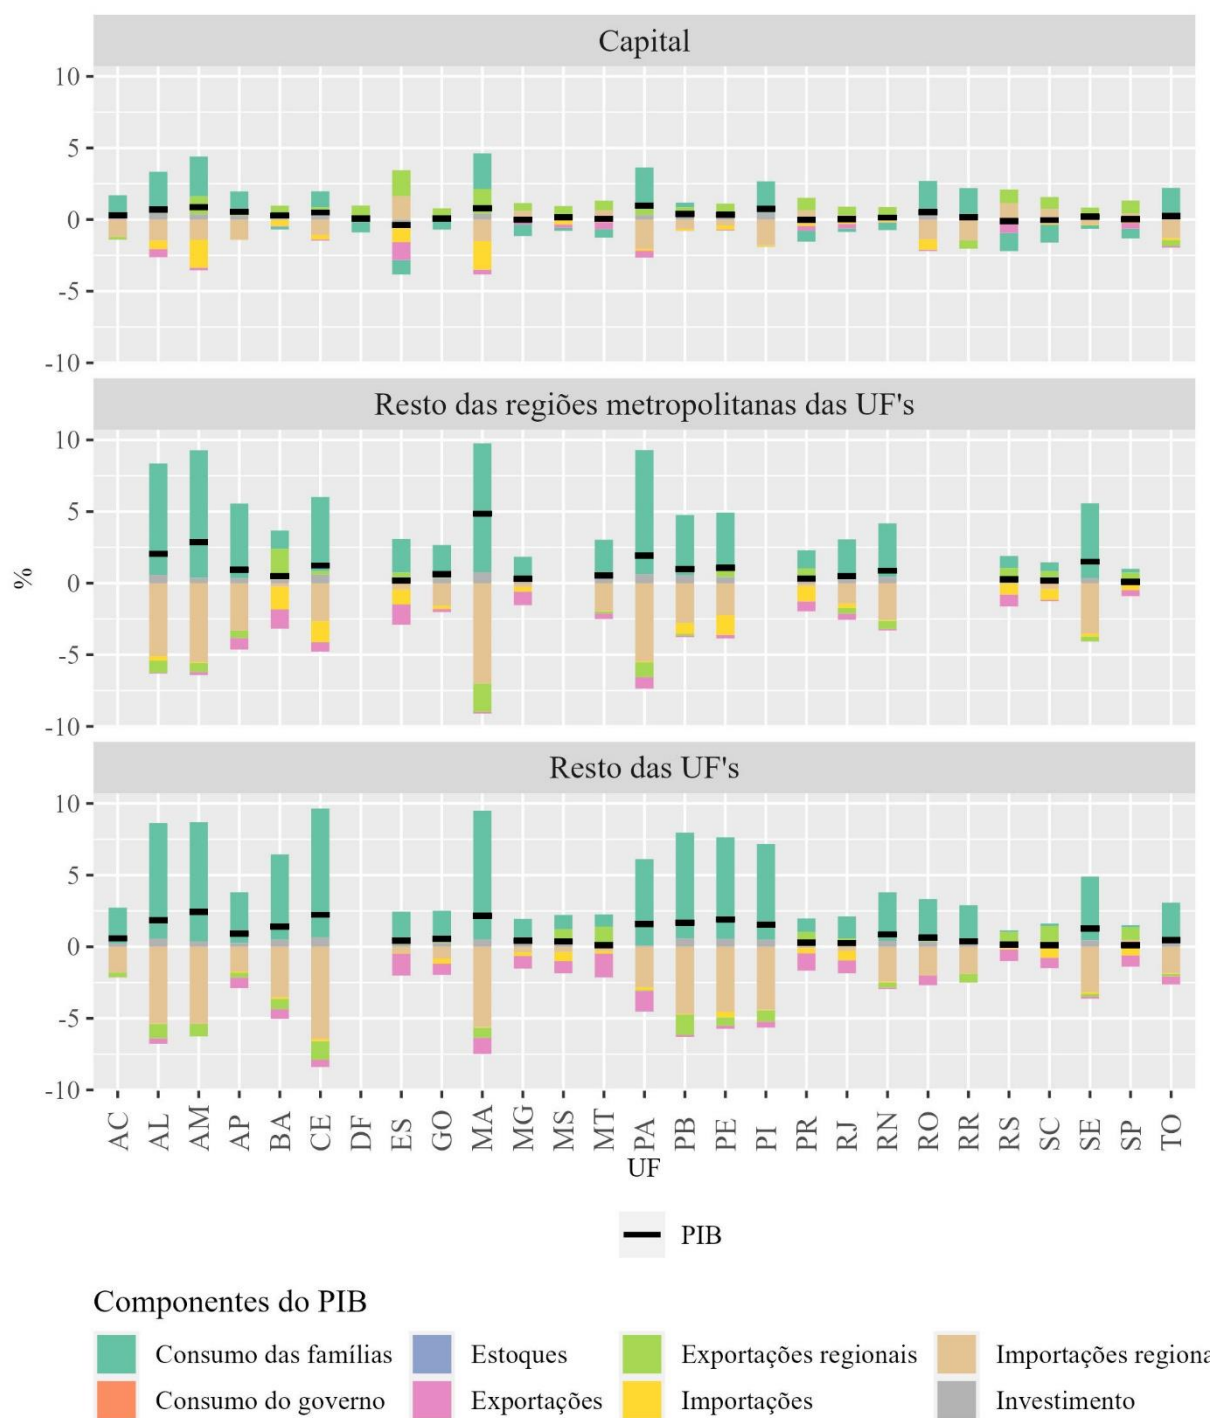 Capital
10
5
0
-5
-10
Resto das regiões metropolitanas das UF's
10
5
0
-5
-10
%
Resto das UF's
10
5
0
-5
-10
AC AL AM AP BA CE DF ES GO MA MG MS MT PA PB PE PI PR RJ RN RO RR RS SC SE SP TO
UF
PIB
Componentes do PIB
Consumo das famílias Estoques Exportações regionais Importações regiona
Consumo do governo Exportações Importações Investimento